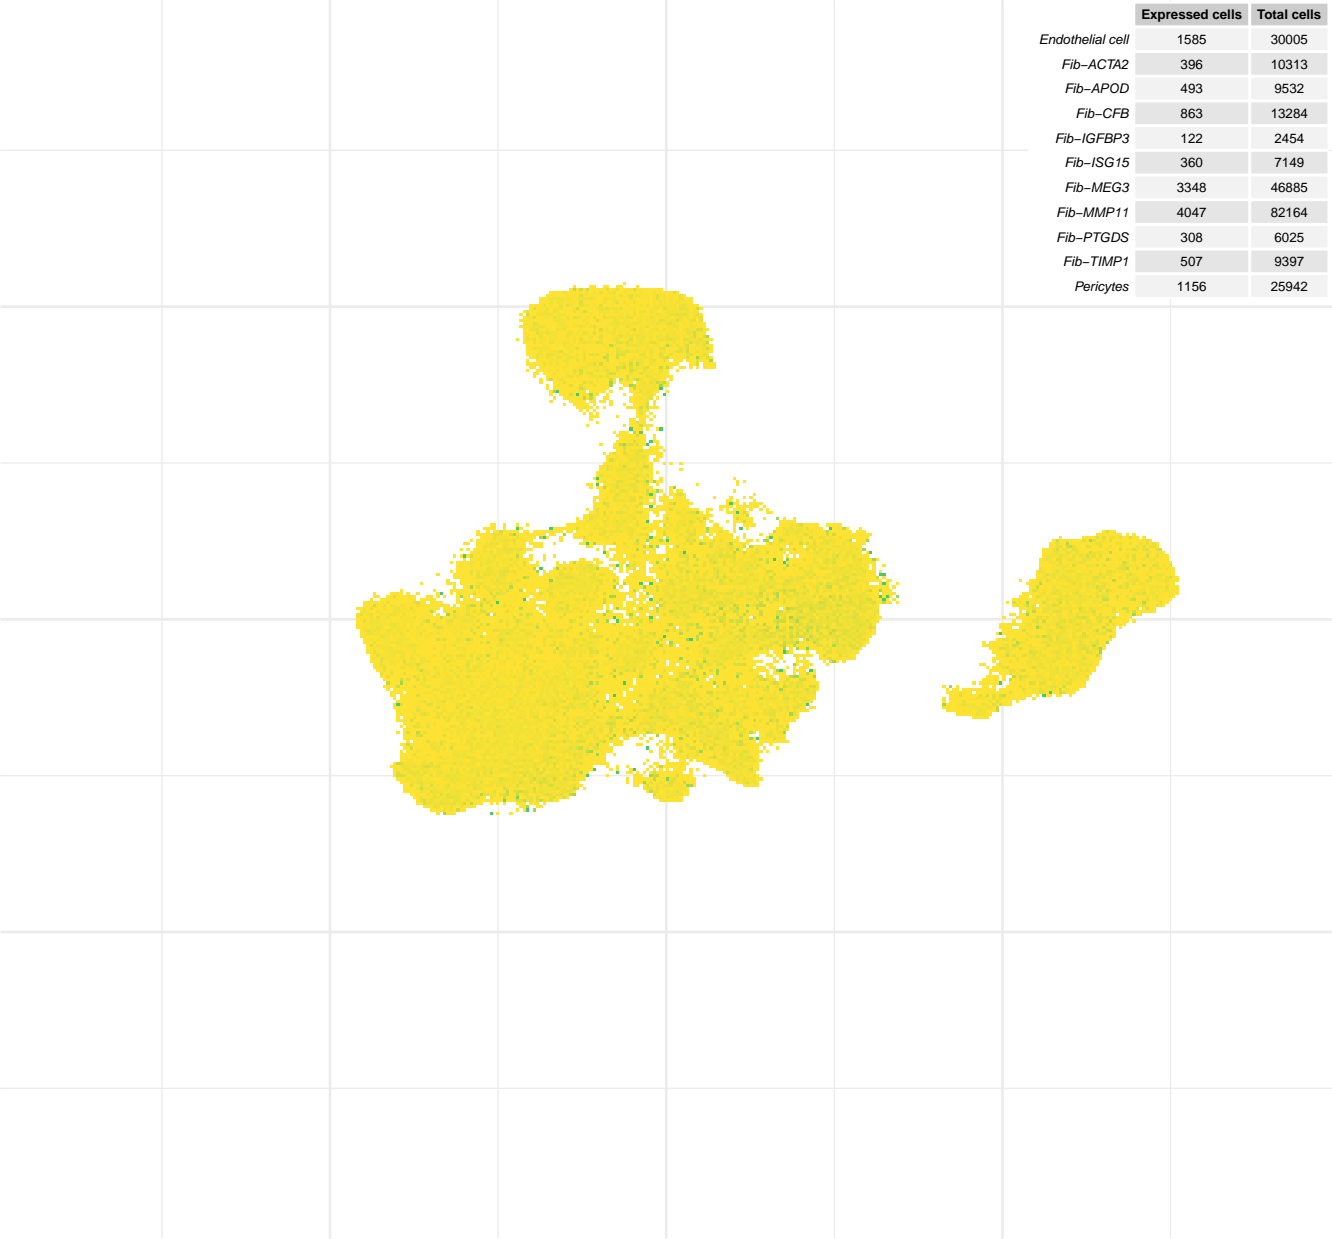 Expressed cells Total cells
Endothelial cell 1585 30005
Fib−ACTA2 396 10313
Fib−APOD 493 9532
Fib−CFB 863 13284
Fib−IGFBP3 122 2454
Fib−ISG15 360 7149
Fib−MEG3 3348 46885
Fib−MMP11 4047 82164
Fib−PTGDS 308 6025
Fib−TIMP1 507 9397
Pericytes 1156 25942